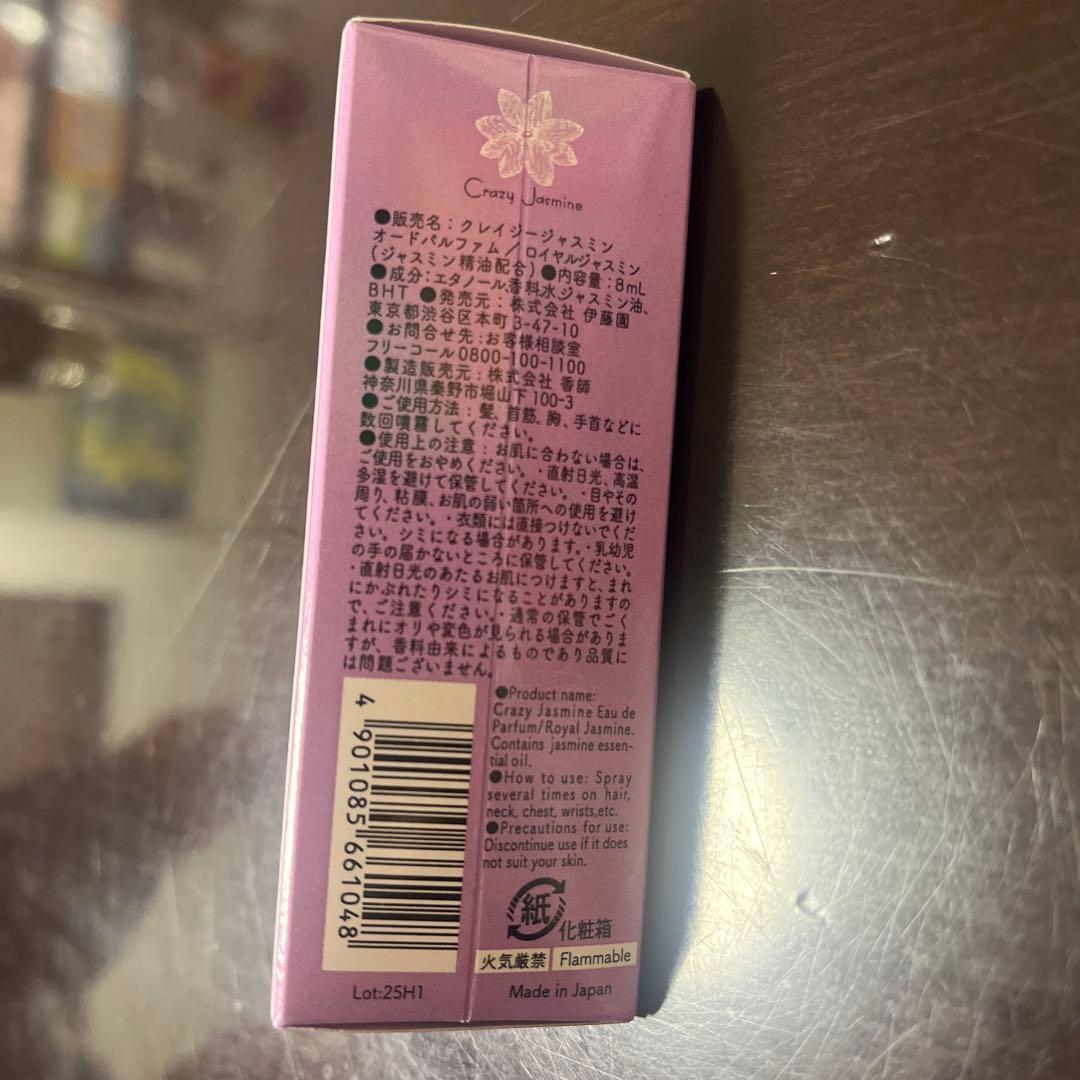 Crazy Jasmine
●販売名：クレイジージャスミン
オードパルファム／ロイヤルジャスミン
（ジャスミン精油配合）●内容量：8mL
●成分：エタノール、香料、水、ジャスミン油、
BHT ●発売元：株式会社 伊藤園
東京都渋谷区本町3-47-10
●お問合せ先：お客様相談室
フリーコール0800-100-1100
●製造販売元：株式会社 香師
神奈川県秦野市堀山下100-3
●ご使用方法：髪、首筋、胸、手首などに
数回噴霧してください。
●使用上の注意：お肌に合わない場合は、
ご使用をおやめください。・直射日光、高温
多湿を避けて保管してください。・目やその
周り、粘膜、お肌の弱い箇所への使用を避け
てください。・衣類には直接つけないでくだ
さい。シミになる場合があります。・乳幼児
の手の届かないところに保管してください。
・直射日光のあたるお肌につけますと、まれ
にかぶれたりシミになることがありますの
で、ご注意ください。・通常の保管でごく
まれにオリや変色が見られる場合がありま
すが、香料由来によるものであり品質に
は問題ございません。
4 901085 661048
●Product name:
Crazy Jasmine Eau de
Parfum/Royal Jasmine.
Contains jasmine essen-
tial oil.
●How to use: Spray
several times on hair,
neck, chest, wrists,etc.
●Precautions for use:
Discontinue use if it does
not suit your skin.
紙 化粧箱
火気厳禁 Flammable
Lot:25H1 Made in Japan